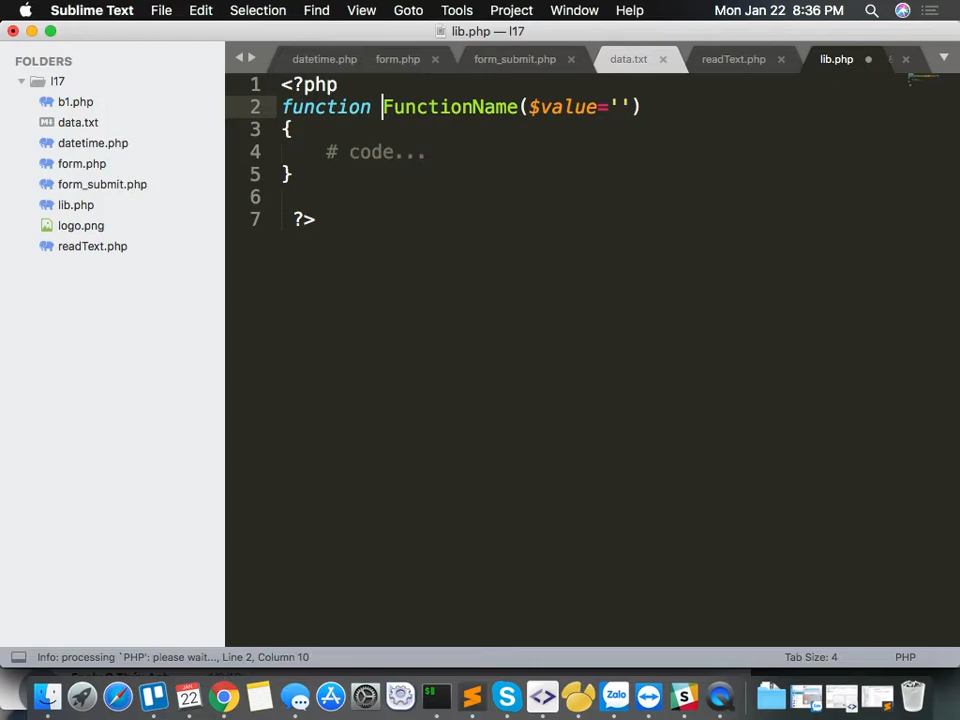 Sublime Text File Edit Selection Find View Goto Tools Project Window Help Mon Jan 22 8:36 PM
lib.php — l17
FOLDERS
l17
b1.php
data.txt
datetime.php
form.php
form_submit.php
lib.php
logo.png
readText.php
datetime.php form.php form_submit.php data.txt readText.php lib.php
1 <?php
2 function FunctionName($value='')
3 {
4 # code...
5 }
6
7 ?>
Info: processing `PHP': please wait..., Line 2, Column 10 Tab Size: 4 PHP
22
Zalo